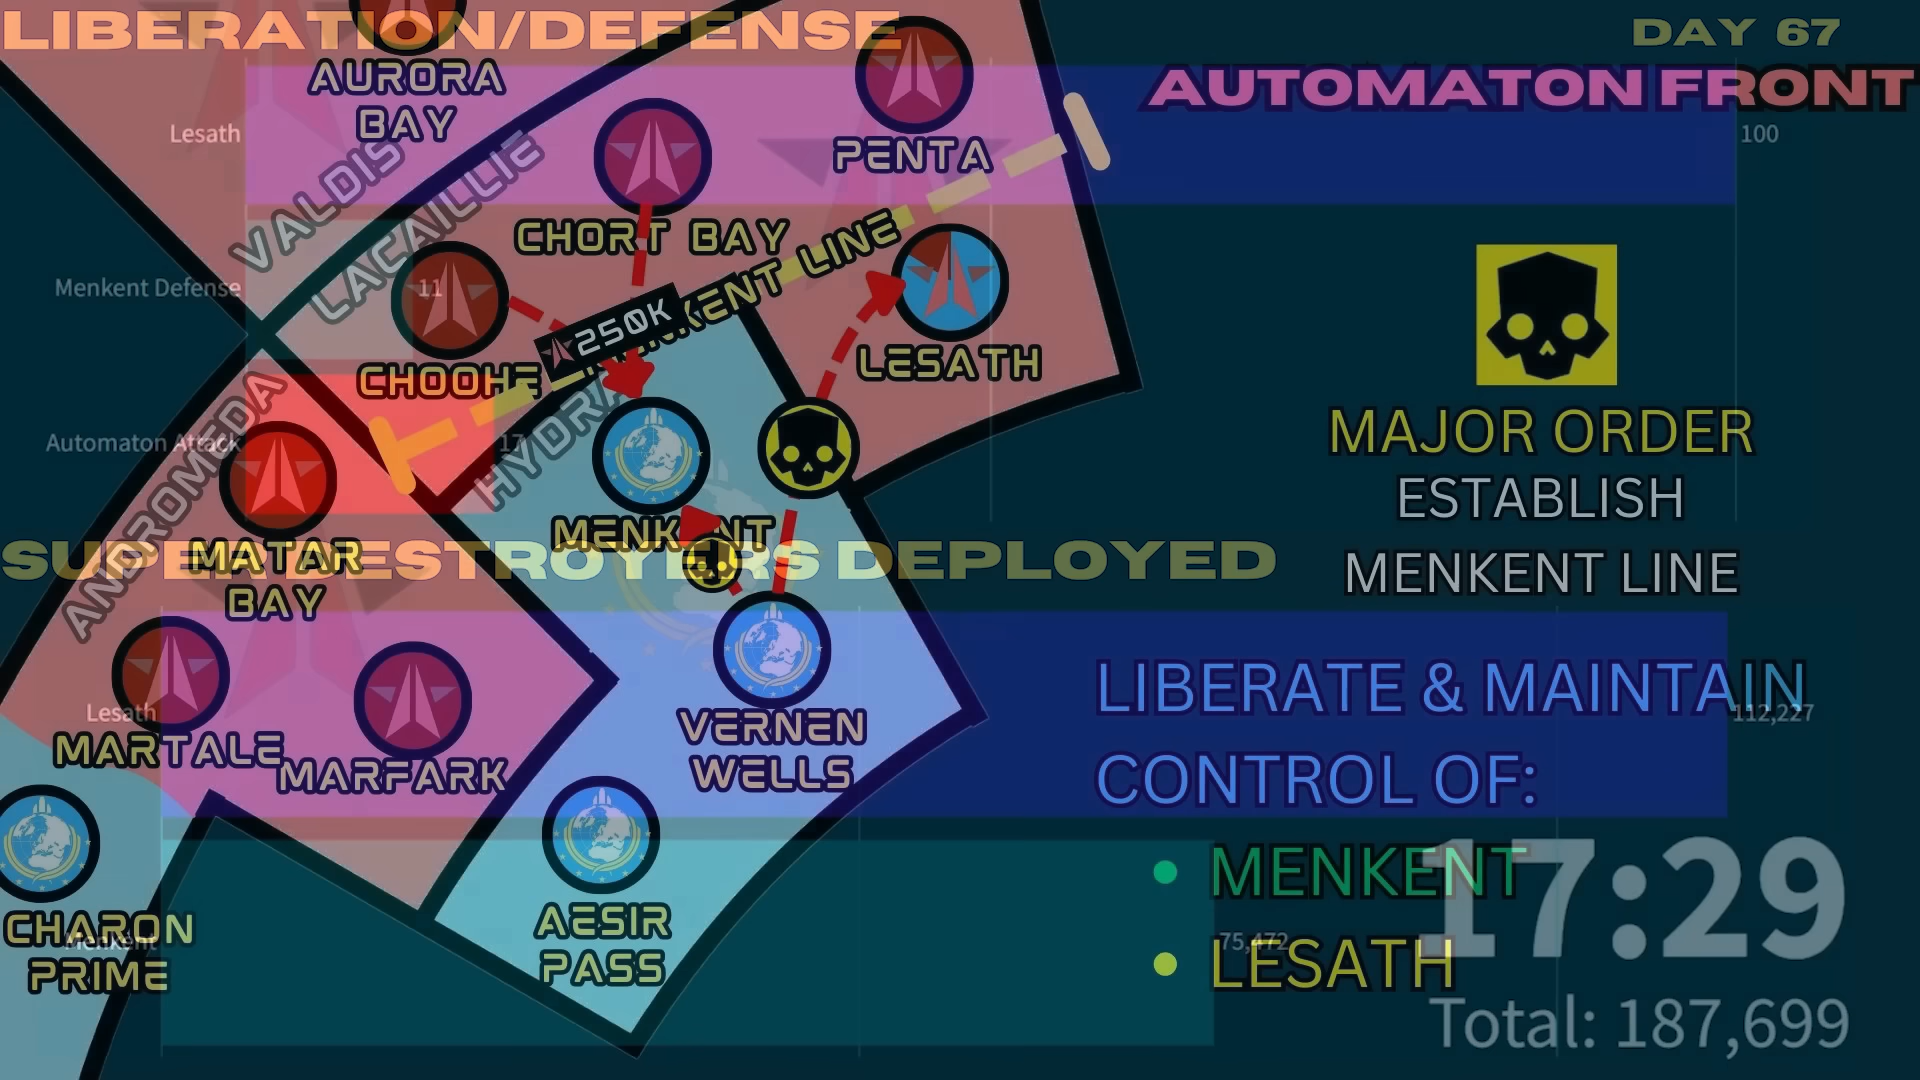 LIBERATION/DEFENSE
DAY 67
AUTOMATON FRONT
AURORA
BAY
Lesath
100
PENTA
VALDIS
LACAILLIE
CHORT BAY
MENKENT LINE
Menkent Defense
11
250K
CHOOHE
LESATH
Automaton Attack
17
HYDRA
ANDROMEDA
MAJOR ORDER
ESTABLISH
MENKENT LINE
MENKENT
MATAR
BAY
SUPER DESTROYERS DEPLOYED
LIBERATE & MAINTAIN
CONTROL OF:
Lesath
112,227
MARTALE
MARFARK
VERNEN
WELLS
• MENKENT
• LESATH
17:29
Total: 187,699
CHARON
PRIME
Menkent
75,472
AESIR
PASS